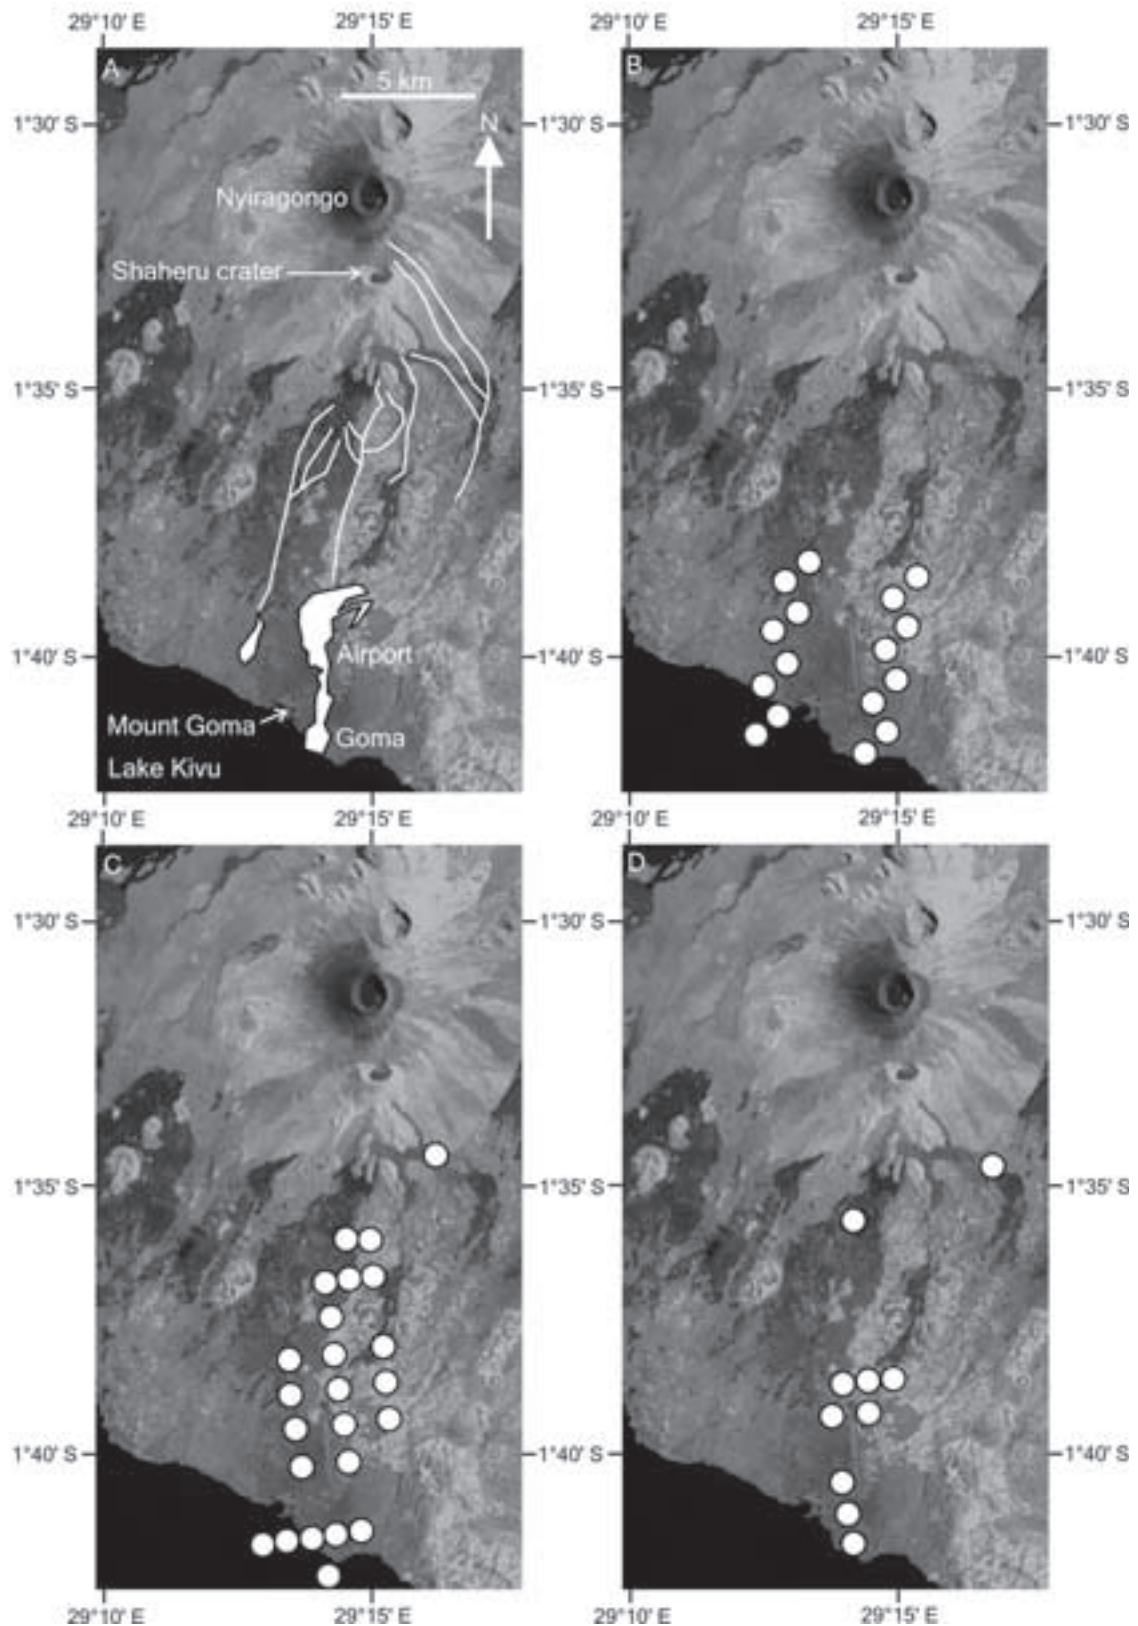 29°10' E 29°15' E 29°10' E 29°15' E
A 5 km B
1°30' S N 1°30' S 1°30' S
Nyiragongo
Shaheru crater
1°35' S 1°35' S 1°35' S
1°40' S Airport 1°40' S 1°40' S
Mount Goma Goma
Lake Kivu
29°10' E 29°15' E 29°10' E 29°15' E
C D
1°30' S 1°30' S 1°30' S
1°35' S 1°35' S 1°35' S
1°40' S 1°40' S 1°40' S
29°10' E 29°15' E 29°10' E 29°15' E